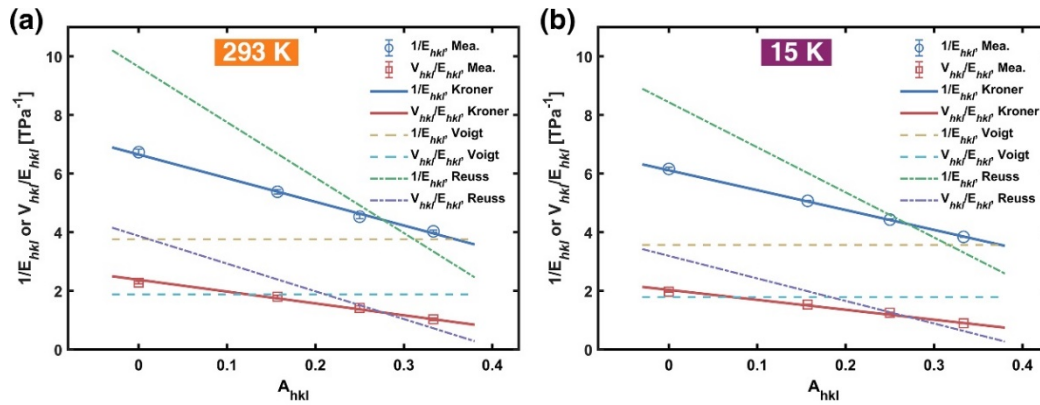 (a)
293 K
1/E_hkl, Mea.
V_hkl/E_hkl, Mea.
1/E_hkl, Kroner
V_hkl/E_hkl, Kroner
1/E_hkl, Voigt
V_hkl/E_hkl, Voigt
1/E_hkl, Reuss
V_hkl/E_hkl, Reuss
1/E_hkl or V_hkl/E_hkl [TPa⁻¹]
10
8
6
4
2
0
0
0.1
0.2
0.3
0.4
A_hkl
(b)
15 K
1/E_hkl, Mea.
V_hkl/E_hkl, Mea.
1/E_hkl, Kroner
V_hkl/E_hkl, Kroner
1/E_hkl, Voigt
V_hkl/E_hkl, Voigt
1/E_hkl, Reuss
V_hkl/E_hkl, Reuss
1/E_hkl or V_hkl/E_hkl [TPa⁻¹]
10
8
6
4
2
0
0
0.1
0.2
0.3
0.4
A_hkl